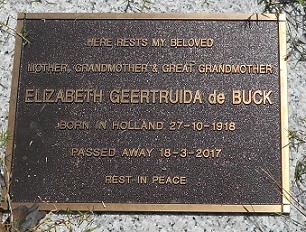 HERE RESTS MY BELOVED
MOTHER, GRANDMOTHER & GREAT GRANDMOTHER
ELIZABETH GEERTRUIDA de BUCK
BORN IN HOLLAND 27-10-1918
PASSED AWAY 18-3-2017
REST IN PEACE